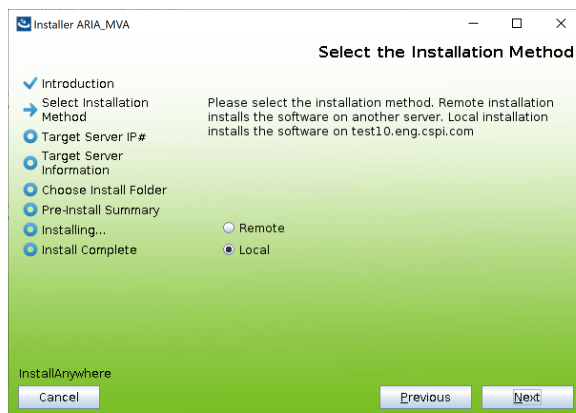 Installer ARIA_MVA
Select the Installation Method
Introduction
Select Installation
Method
Target Server IP#
Target Server
Information
Choose Install Folder
Pre-Install Summary
Installing...
Install Complete
Please select the installation method. Remote installation
installs the software on another server. Local installation
installs the software on test10.eng.cspi.com
Remote
Local
InstallAnywhere
Cancel
Previous
Next